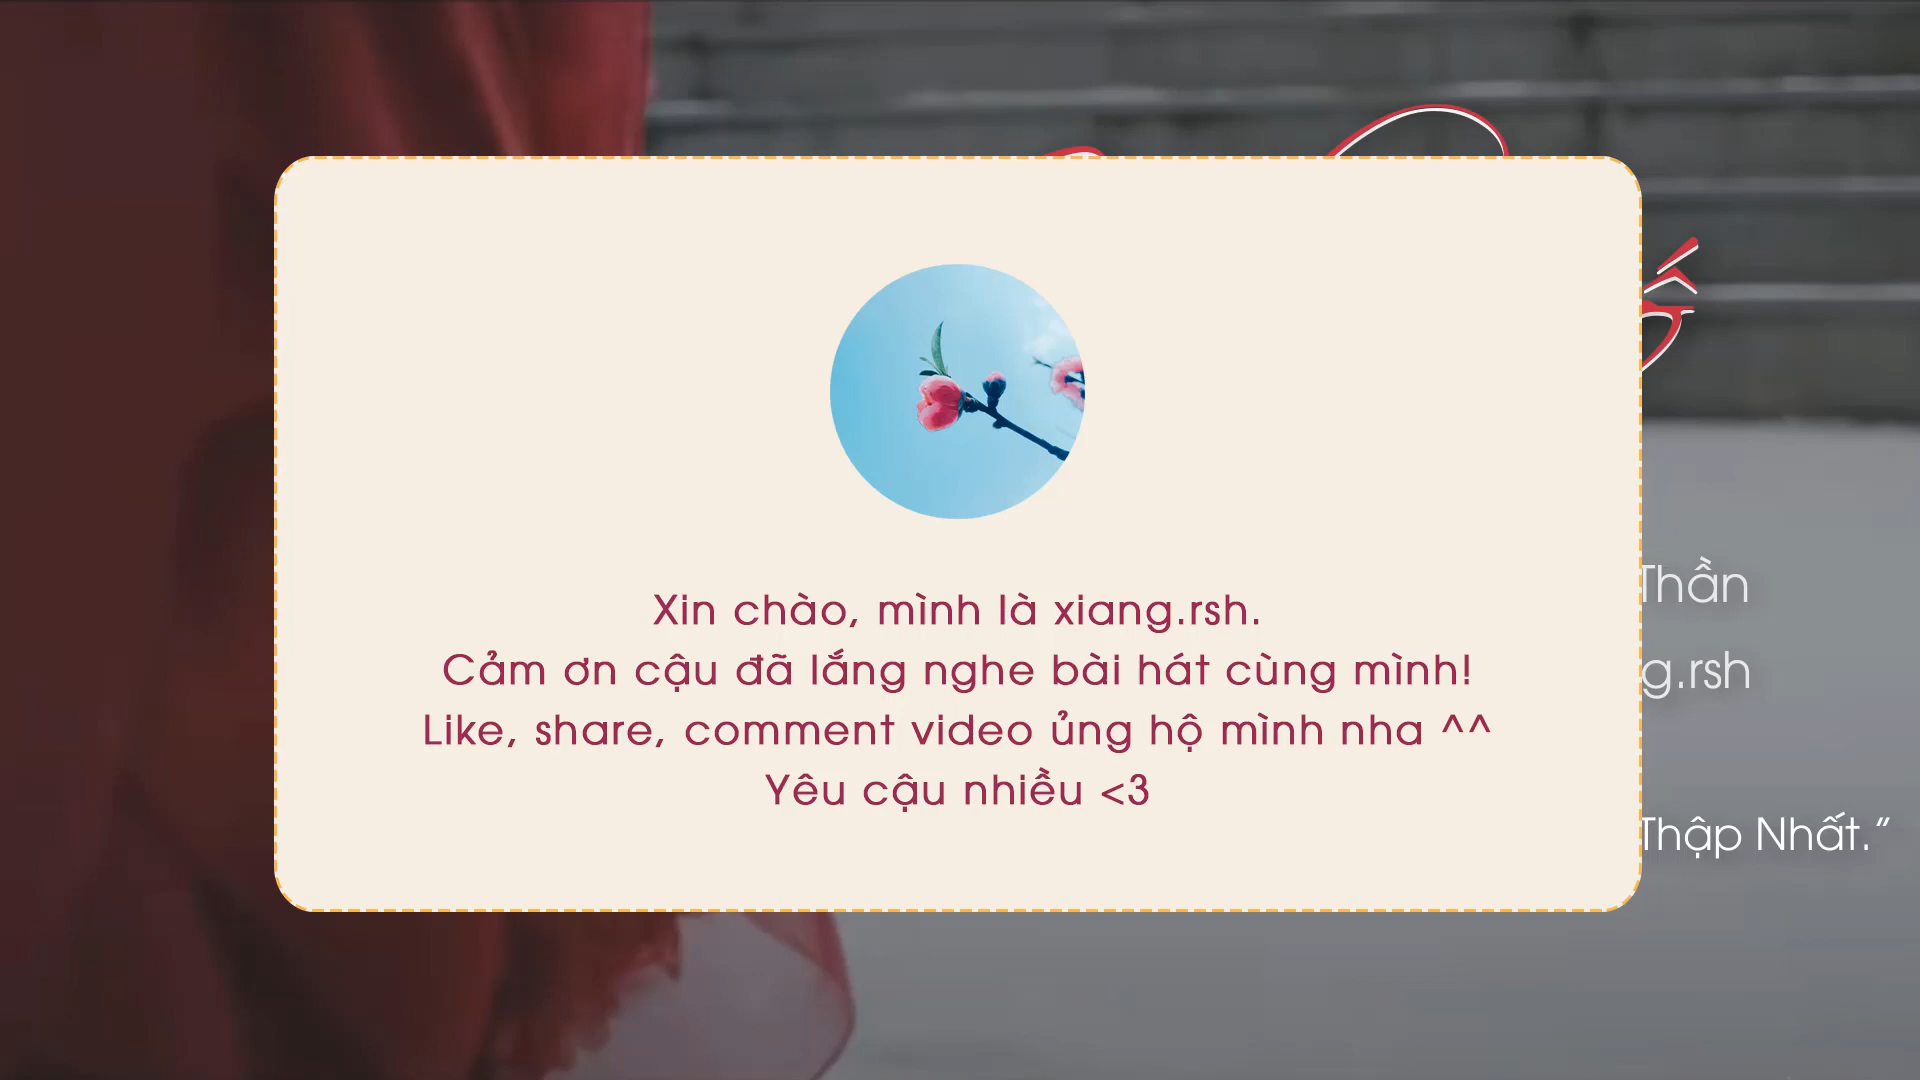 Xin chào, mình là xiang.rsh.
Cảm ơn cậu đã lắng nghe bài hát cùng mình!
Like, share, comment video ủng hộ mình nha ^^
Yêu cậu nhiều <3
Thần
g.rsh
Thập Nhất.”